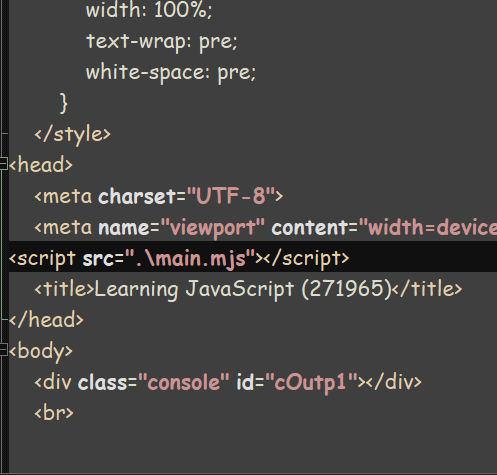 width: 100%;
text-wrap: pre;
white-space: pre;
}
</style>
<head>
<meta charset="UTF-8">
<meta name="viewport" content="width=device
<script src=".\main.mjs"></script>
<title>Learning JavaScript (271965)</title>
</head>
<body>
<div class="console" id="cOutp1"></div>
<br>